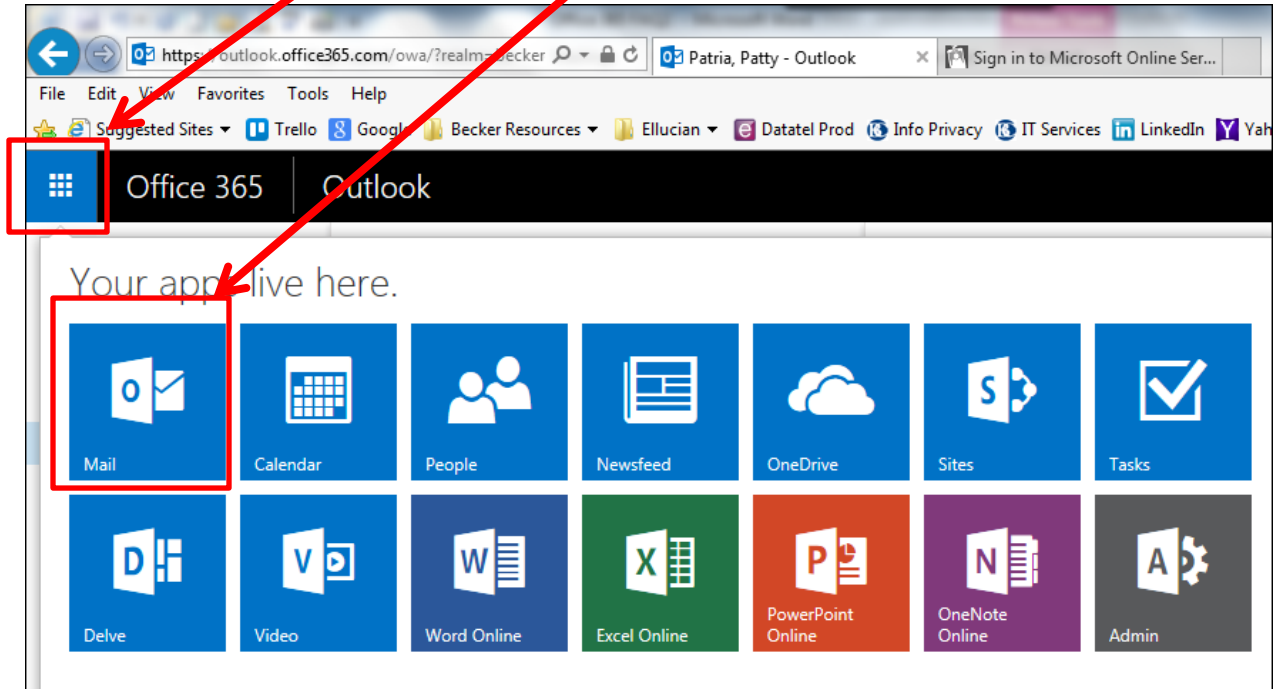 https://outlook.office365.com/owa/?realm=becker
Patria, Patty - Outlook
Sign in to Microsoft Online Ser...
File Edit View Favorites Tools Help
Suggested Sites Trello Google Becker Resources Ellucian Datatel Prod Info Privacy IT Services LinkedIn Yah
Office 365 Outlook
Your apps live here.
Mail Calendar People Newsfeed OneDrive Sites Tasks
Delve Video Word Online Excel Online PowerPoint Online OneNote Online Admin